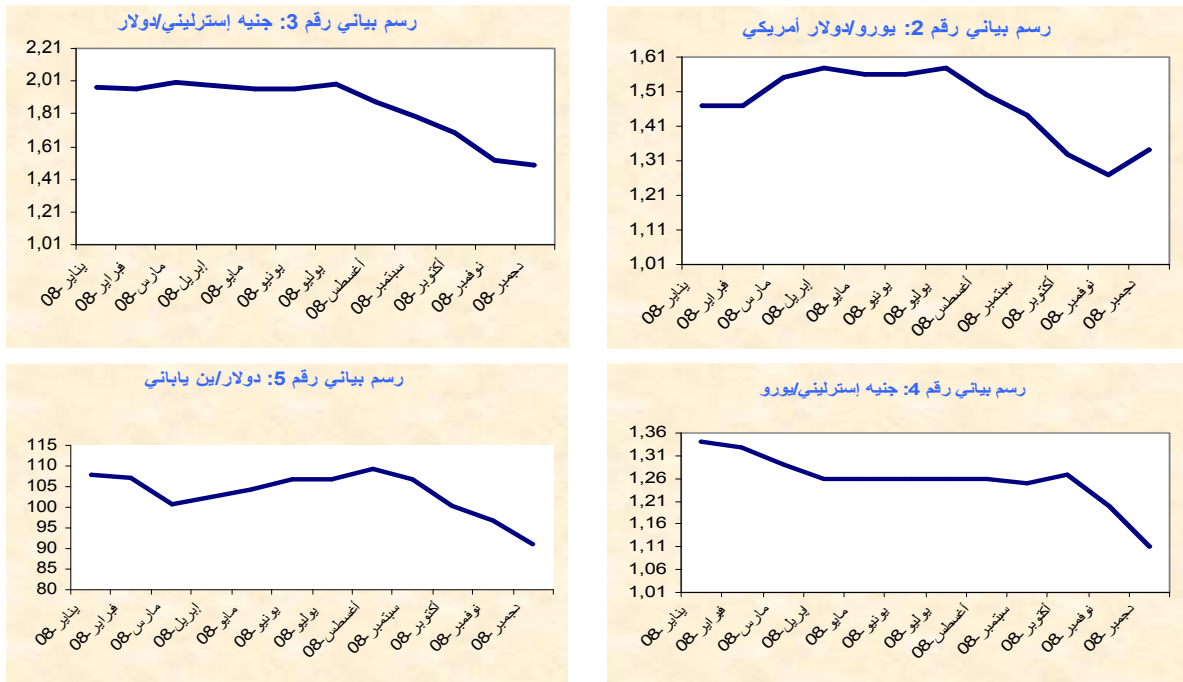 رسم بياني رقم 2: يورو/دولار أمريكي
1,61
1,51
1,41
1,31
1,21
1,11
1,01
يناير-08
فبراير-08
مارس-08
إبريل-08
مايو-08
يونيو-08
يوليو-08
أغسطس-08
سبتمبر-08
أكتوبر-08
نوفمبر-08
دجمبر-08
رسم بياني رقم 3: جنيه إسترليني/دولار
2,21
2,01
1,81
1,61
1,41
1,21
1,01
يناير-08
فبراير-08
مارس-08
إبريل-08
مايو-08
يونيو-08
يوليو-08
أغسطس-08
سبتمبر-08
أكتوبر-08
نوفمبر-08
دجمبر-08
رسم بياني رقم 4: جنيه إسترليني/يورو
1,36
1,31
1,26
1,21
1,16
1,11
1,06
1,01
يناير-08
فبراير-08
مارس-08
إبريل-08
مايو-08
يونيو-08
يوليو-08
أغسطس-08
سبتمبر-08
أكتوبر-08
نوفمبر-08
دجمبر-08
رسم بياني رقم 5: دولار/ين ياباني
115
110
105
100
95
90
85
80
يناير-08
فبراير-08
مارس-08
إبريل-08
مايو-08
يونيو-08
يوليو-08
أغسطس-08
سبتمبر-08
أكتوبر-08
نوفمبر-08
دجمبر-08